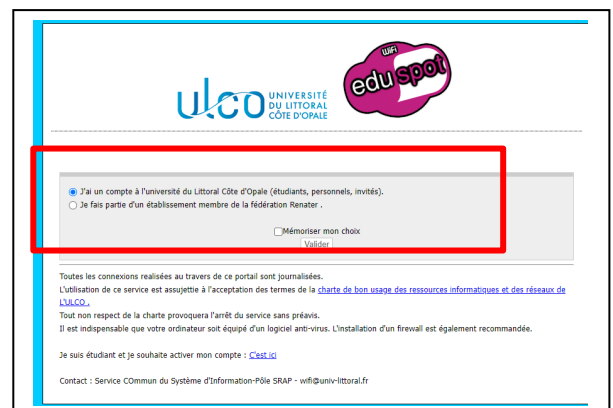 WiFi
edu spot
ulco UNIVERSITÉ
DU LITTORAL
CÔTE D'OPALE
J'ai un compte à l'université du Littoral Côte d'Opale (étudiants, personnels, invités).
Je fais partie d'un établissement membre de la fédération Renater .
Mémoriser mon choix
Valider
Toutes les connexions realisées au travers de ce portail sont journalisées.
L'utilisation de ce service est assujettie à l'acceptation des termes de la charte de bon usage des ressources informatiques et des réseaux de
L'ULCO .
Tout non respect de la charte provoquera l'arrêt du service sans préavis.
Il est indispensable que votre ordinateur soit équipé d'un logiciel anti-virus. L'installation d'un firewall est également recommandée.
Je suis étudiant et je souhaite activer mon compte : C'est ici
Contact : Service COmmun du Système d'Information-Pôle SRAP - wifi@univ-littoral.fr